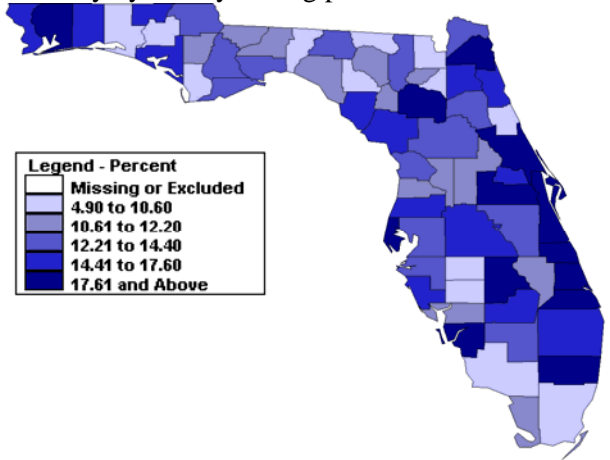 Legend - Percent
Missing or Excluded
4.90 to 10.60
10.61 to 12.20
12.21 to 14.40
14.41 to 17.60
17.61 and Above